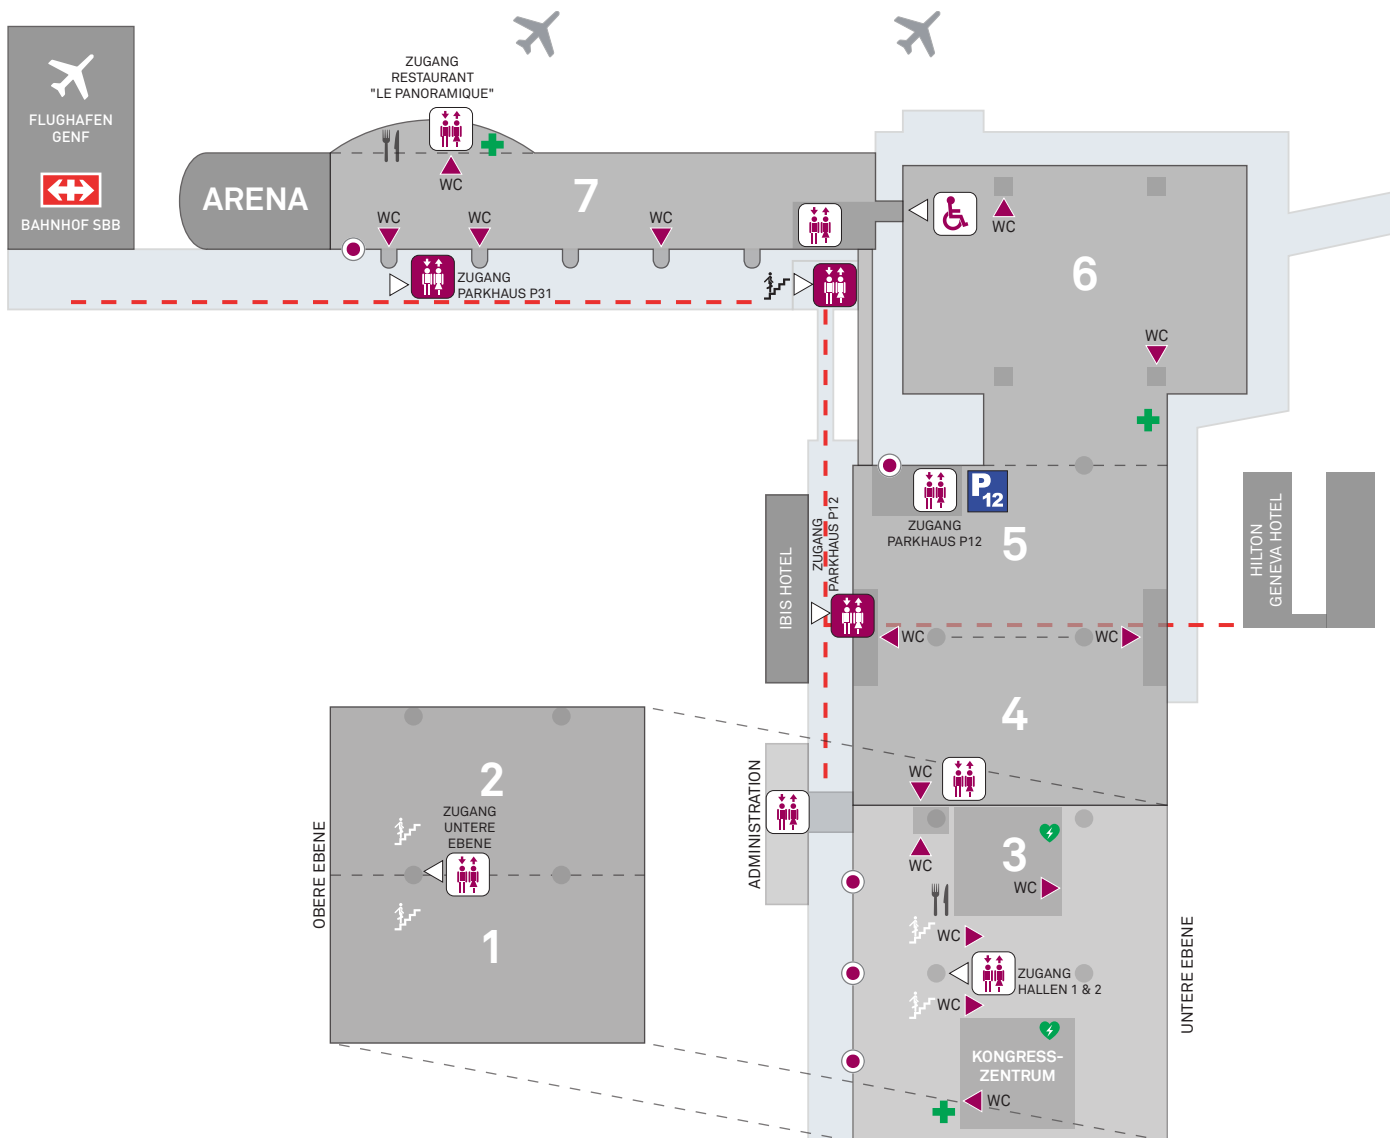 FLUGHAFEN
GENF
BAHNHOF SBB
ZUGANG
RESTAURANT
"LE PANORAMIQUE"
WC
ARENA
7
WC
WC
WC
ZUGANG
PARKHAUS P31
WC
6
WC
P
12
ZUGANG
PARKHAUS P12
5
ZUGANG
PARKHAUS P12
IBIS HOTEL
HILTON
GENEVA HOTEL
WC
WC
4
WC
ADMINISTRATION
3
WC
WC
WC
ZUGANG
HALLEN 1 & 2
WC
UNTERE EBENE
KONGRESS-
ZENTRUM
WC
OBERE EBENE
2
ZUGANG
UNTERE
EBENE
1